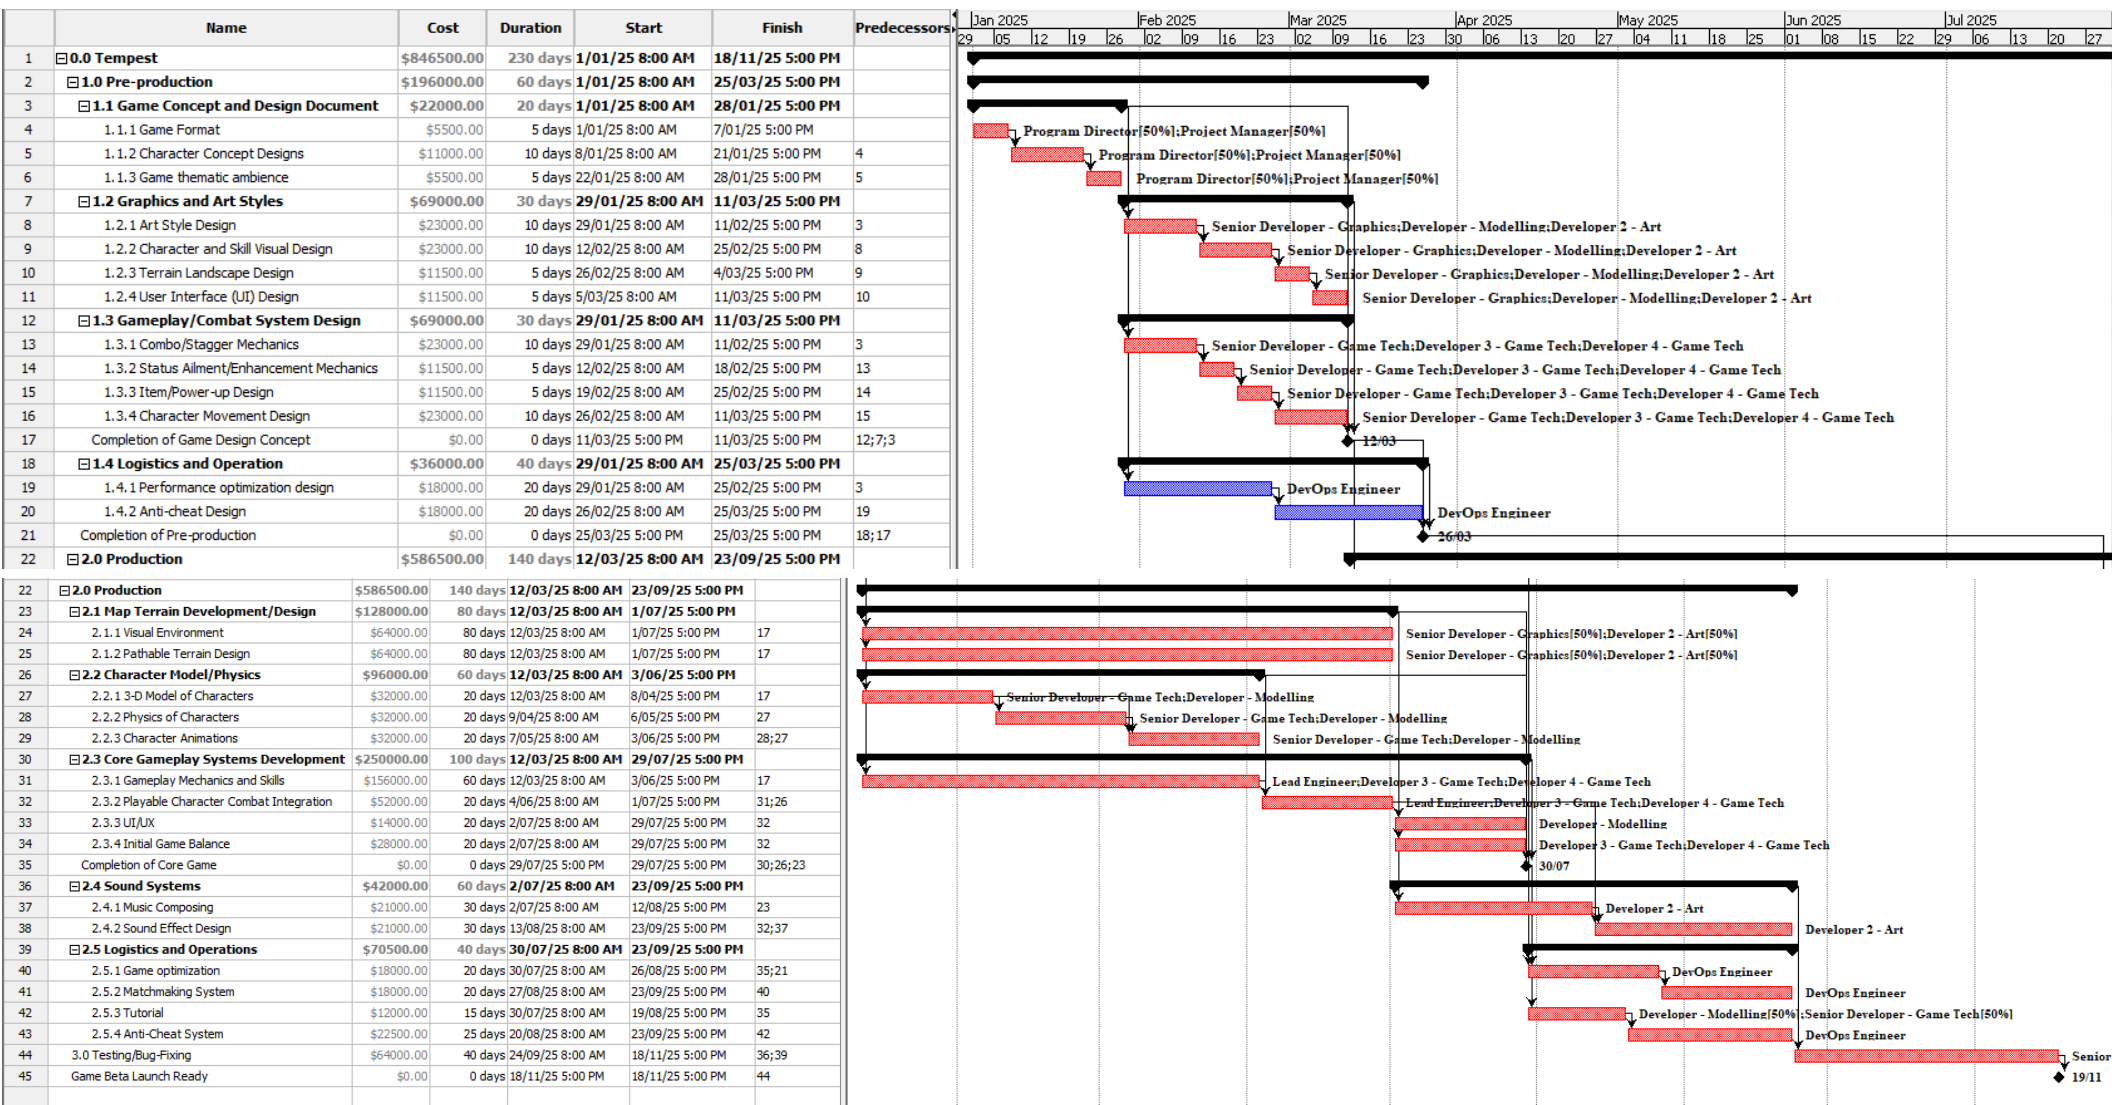 Name Cost Duration Start Finish Predecessors
Jan 2025 Feb 2025 Mar 2025 Apr 2025 May 2025 Jun 2025 Jul 2025
29 05 12 19 26 02 09 16 23 02 09 16 23 30 06 13 20 27 04 11 18 25 01 08 15 22 29 06 13 20 27
1 0.0 Tempest $846500.00 230 days 1/01/25 8:00 AM 18/11/25 5:00 PM
2 1.0 Pre-production $196000.00 60 days 1/01/25 8:00 AM 25/03/25 5:00 PM
3 1.1 Game Concept and Design Document $22000.00 20 days 1/01/25 8:00 AM 28/01/25 5:00 PM
4 1.1.1 Game Format $5500.00 5 days 1/01/25 8:00 AM 7/01/25 5:00 PM Program Director[50%];Project Manager[50%]
5 1.1.2 Character Concept Designs $11000.00 10 days 8/01/25 8:00 AM 21/01/25 5:00 PM 4 Program Director[50%];Project Manager[50%]
6 1.1.3 Game thematic ambience $5500.00 5 days 22/01/25 8:00 AM 28/01/25 5:00 PM 5 Program Director[50%];Project Manager[50%]
7 1.2 Graphics and Art Styles $69000.00 30 days 29/01/25 8:00 AM 11/03/25 5:00 PM
8 1.2.1 Art Style Design $23000.00 10 days 29/01/25 8:00 AM 11/02/25 5:00 PM 3 Senior Developer - Graphics;Developer - Modelling;Developer 2 - Art
9 1.2.2 Character and Skill Visual Design $23000.00 10 days 12/02/25 8:00 AM 25/02/25 5:00 PM 8 Senior Developer - Graphics;Developer - Modelling;Developer 2 - Art
10 1.2.3 Terrain Landscape Design $11500.00 5 days 26/02/25 8:00 AM 4/03/25 5:00 PM 9 Senior Developer - Graphics;Developer - Modelling;Developer 2 - Art
11 1.2.4 User Interface (UI) Design $11500.00 5 days 5/03/25 8:00 AM 11/03/25 5:00 PM 10 Senior Developer - Graphics;Developer - Modelling;Developer 2 - Art
12 1.3 Gameplay/Combat System Design $69000.00 30 days 29/01/25 8:00 AM 11/03/25 5:00 PM
13 1.3.1 Combo/Stagger Mechanics $23000.00 10 days 29/01/25 8:00 AM 11/02/25 5:00 PM 3 Senior Developer - Game Tech;Developer 3 - Game Tech;Developer 4 - Game Tech
14 1.3.2 Status Ailment/Enhancement Mechanics $11500.00 5 days 12/02/25 8:00 AM 18/02/25 5:00 PM 13 Senior Developer - Game Tech;Developer 3 - Game Tech;Developer 4 - Game Tech
15 1.3.3 Item/Power-up Design $11500.00 5 days 19/02/25 8:00 AM 25/02/25 5:00 PM 14 Senior Developer - Game Tech;Developer 3 - Game Tech;Developer 4 - Game Tech
16 1.3.4 Character Movement Design $23000.00 10 days 26/02/25 8:00 AM 11/03/25 5:00 PM 15 Senior Developer - Game Tech;Developer 3 - Game Tech;Developer 4 - Game Tech
17 Completion of Game Design Concept $0.00 0 days 11/03/25 5:00 PM 11/03/25 5:00 PM 12;7;3 12/03
18 1.4 Logistics and Operation $36000.00 40 days 29/01/25 8:00 AM 25/03/25 5:00 PM
19 1.4.1 Performance optimization design $18000.00 20 days 29/01/25 8:00 AM 25/02/25 5:00 PM 3 DevOps Engineer
20 1.4.2 Anti-cheat Design $18000.00 20 days 26/02/25 8:00 AM 25/03/25 5:00 PM 19 DevOps Engineer
21 Completion of Pre-production $0.00 0 days 25/03/25 5:00 PM 25/03/25 5:00 PM 18;17 26/03
22 2.0 Production $586500.00 140 days 12/03/25 8:00 AM 23/09/25 5:00 PM
22 2.0 Production $586500.00 140 days 12/03/25 8:00 AM 23/09/25 5:00 PM
23 2.1 Map Terrain Development/Design $128000.00 80 days 12/03/25 8:00 AM 1/07/25 5:00 PM
24 2.1.1 Visual Environment $64000.00 80 days 12/03/25 8:00 AM 1/07/25 5:00 PM 17 Senior Developer - Graphics[50%];Developer 2 - Art[50%]
25 2.1.2 Pathable Terrain Design $64000.00 80 days 12/03/25 8:00 AM 1/07/25 5:00 PM 17 Senior Developer - Graphics[50%];Developer 2 - Art[50%]
26 2.2 Character Model/Physics $96000.00 60 days 12/03/25 8:00 AM 3/06/25 5:00 PM
27 2.2.1 3-D Model of Characters $32000.00 20 days 12/03/25 8:00 AM 8/04/25 5:00 PM 17 Senior Developer - Game Tech;Developer - Modelling
28 2.2.2 Physics of Characters $32000.00 20 days 9/04/25 8:00 AM 6/05/25 5:00 PM 27 Senior Developer - Game Tech;Developer - Modelling
29 2.2.3 Character Animations $32000.00 20 days 7/05/25 8:00 AM 3/06/25 5:00 PM 28;27 Senior Developer - Game Tech;Developer - Modelling
30 2.3 Core Gameplay Systems Development $250000.00 100 days 12/03/25 8:00 AM 29/07/25 5:00 PM
31 2.3.1 Gameplay Mechanics and Skills $156000.00 60 days 12/03/25 8:00 AM 3/06/25 5:00 PM 17 Lead Engineer;Developer 3 - Game Tech;Developer 4 - Game Tech
32 2.3.2 Playable Character Combat Integration $52000.00 20 days 4/06/25 8:00 AM 1/07/25 5:00 PM 31;26 Lead Engineer;Developer 3 - Game Tech;Developer 4 - Game Tech
33 2.3.3 UI/UX $14000.00 20 days 2/07/25 8:00 AM 29/07/25 5:00 PM 32 Developer - Modelling
34 2.3.4 Initial Game Balance $28000.00 20 days 2/07/25 8:00 AM 29/07/25 5:00 PM 32 Developer 3 - Game Tech;Developer 4 - Game Tech
35 Completion of Core Game $0.00 0 days 29/07/25 5:00 PM 29/07/25 5:00 PM 30;26;23 30/07
36 2.4 Sound Systems $42000.00 60 days 2/07/25 8:00 AM 23/09/25 5:00 PM
37 2.4.1 Music Composing $21000.00 30 days 2/07/25 8:00 AM 12/08/25 5:00 PM 23 Developer 2 - Art
38 2.4.2 Sound Effect Design $21000.00 30 days 13/08/25 8:00 AM 23/09/25 5:00 PM 32;37 Developer 2 - Art
39 2.5 Logistics and Operations $70500.00 40 days 30/07/25 8:00 AM 23/09/25 5:00 PM
40 2.5.1 Game optimization $18000.00 20 days 30/07/25 8:00 AM 26/08/25 5:00 PM 35;21 DevOps Engineer
41 2.5.2 Matchmaking System $18000.00 20 days 27/08/25 8:00 AM 23/09/25 5:00 PM 40 DevOps Engineer
42 2.5.3 Tutorial $12000.00 15 days 30/07/25 8:00 AM 19/08/25 5:00 PM 35 Developer - Modelling[50%];Senior Developer - Game Tech[50%]
43 2.5.4 Anti-Cheat System $22500.00 25 days 20/08/25 8:00 AM 23/09/25 5:00 PM 42 DevOps Engineer
44 3.0 Testing/Bug-Fixing $64000.00 40 days 24/09/25 8:00 AM 18/11/25 5:00 PM 36;39 Senior
45 Game Beta Launch Ready $0.00 0 days 18/11/25 5:00 PM 18/11/25 5:00 PM 44 19/11